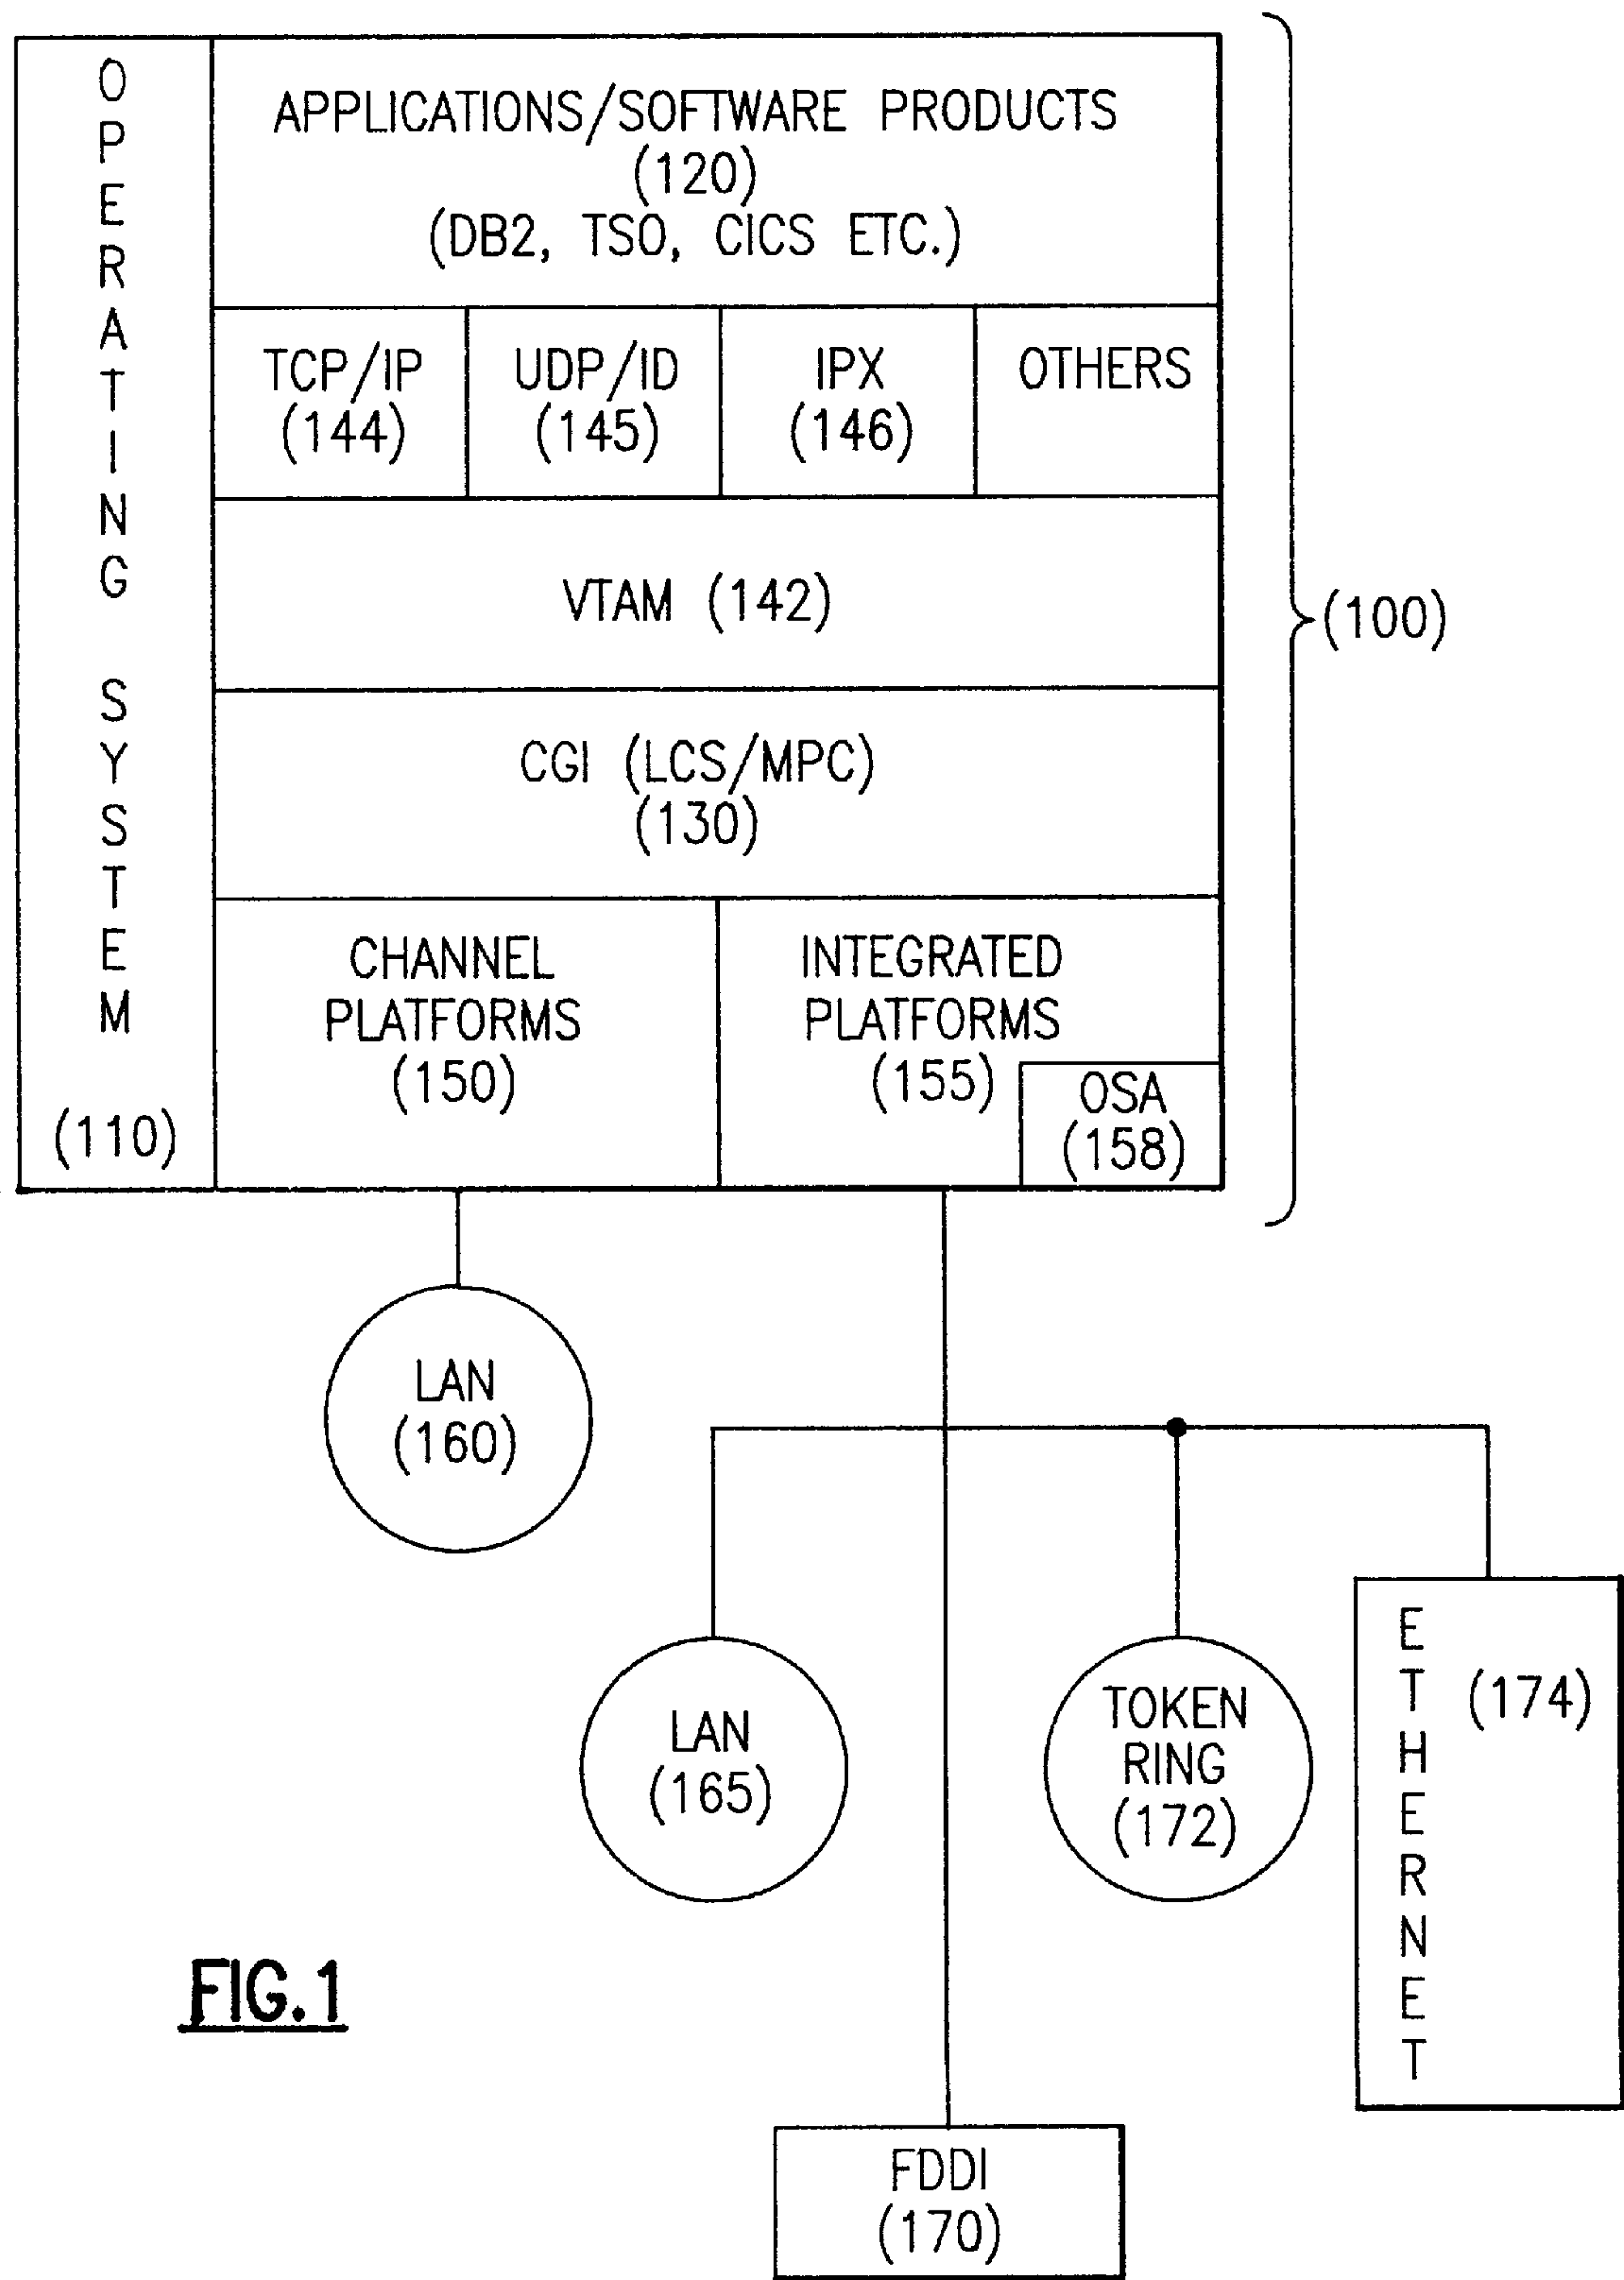 OPERATING SYSTEM
(110)
APPLICATIONS/SOFTWARE PRODUCTS
(120)
(DB2, TSO, CICS ETC.)
TCP/IP
(144)
UDP/ID
(145)
IPX
(146)
OTHERS
VTAM (142)
CGI (LCS/MPC)
(130)
CHANNEL
PLATFORMS
(150)
INTEGRATED
PLATFORMS
(155)
OSA
(158)
(100)
LAN
(160)
LAN
(165)
TOKEN
RING
(172)
ETHERNET
(174)
FDDI
(170)
FIG.1